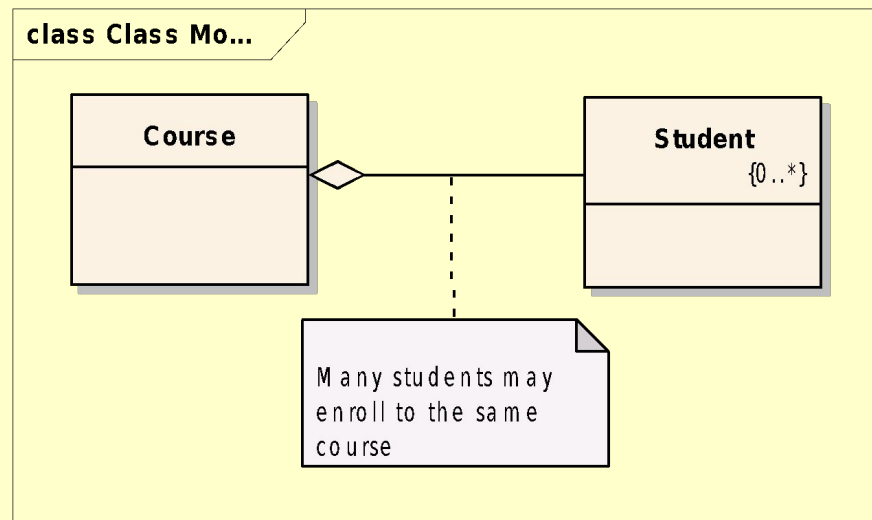 class Class Mo...
Course
Student
{0..*}
Many students may
enroll to the same
course